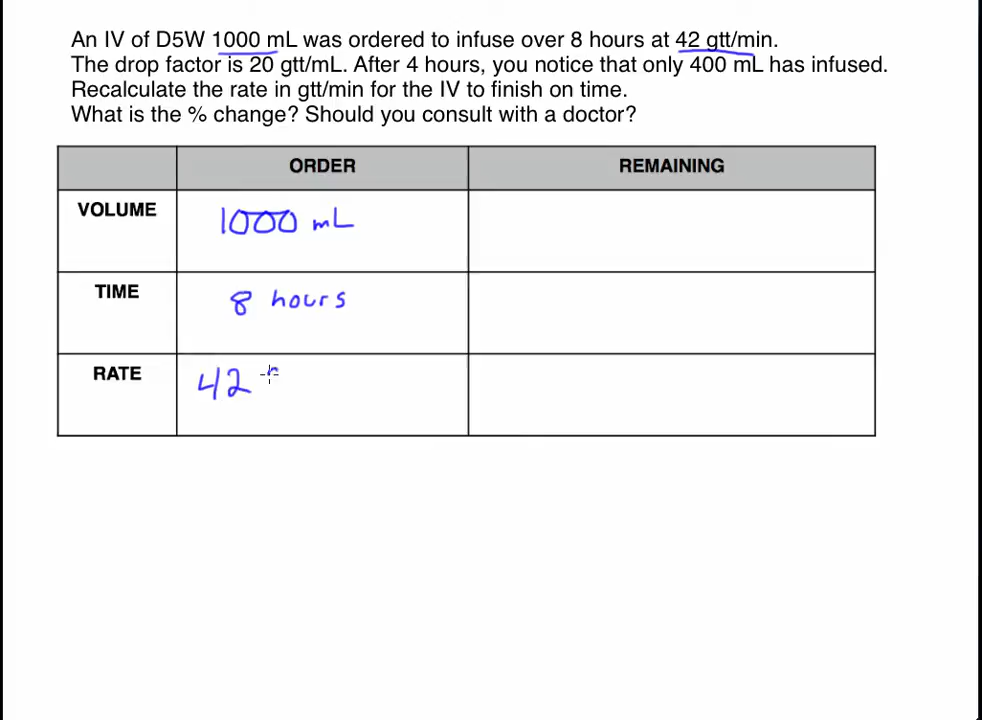 An IV of D5W 1000 mL was ordered to infuse over 8 hours at 42 gtt/min.
The drop factor is 20 gtt/mL. After 4 hours, you notice that only 400 mL has infused.
Recalculate the rate in gtt/min for the IV to finish on time.
What is the % change? Should you consult with a doctor?
ORDER REMAINING
VOLUME 1000 mL
TIME 8 hours
RATE 42